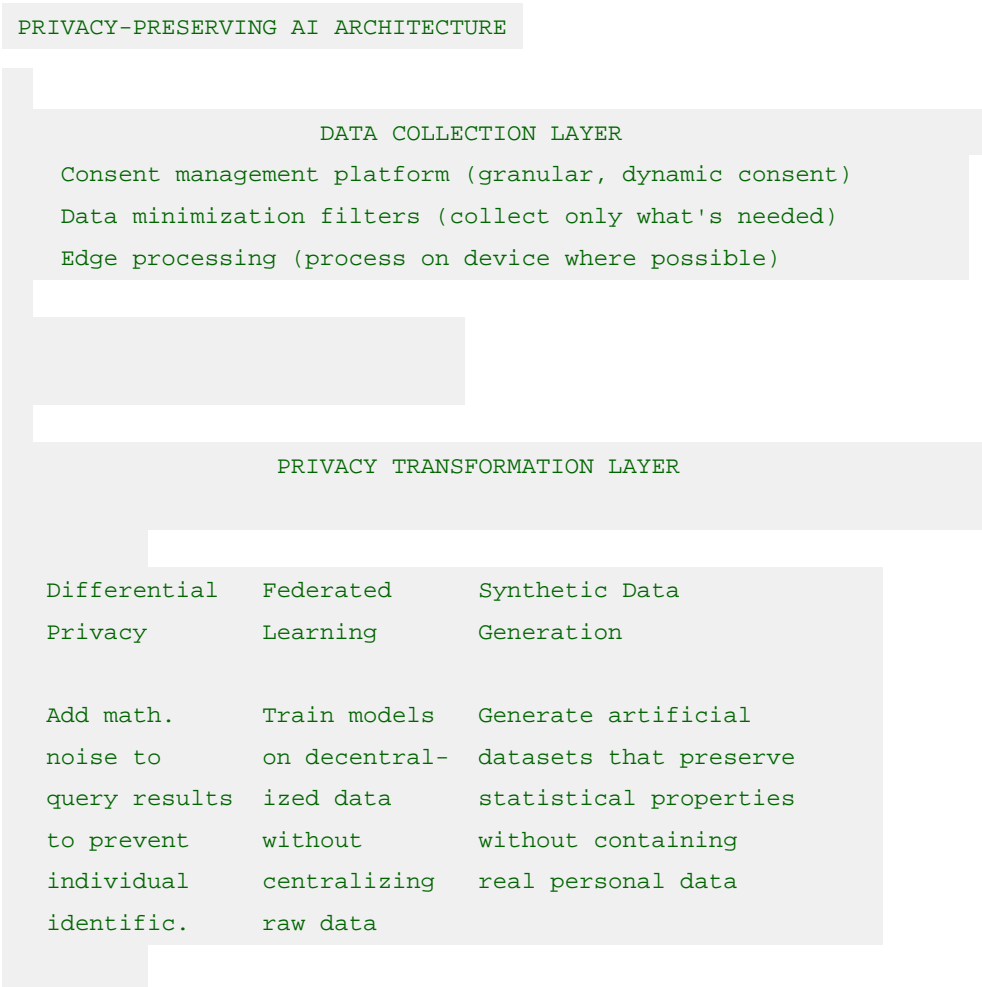 PRIVACY-PRESERVING AI ARCHITECTURE
DATA COLLECTION LAYER
Consent management platform (granular, dynamic consent)
Data minimization filters (collect only what's needed)
Edge processing (process on device where possible)
PRIVACY TRANSFORMATION LAYER
Differential Federated Synthetic Data
Privacy Learning Generation
Add math. Train models Generate artificial
noise to on decentral- datasets that preserve
query results ized data statistical properties
to prevent without without containing
individual centralizing real personal data
identific. raw data